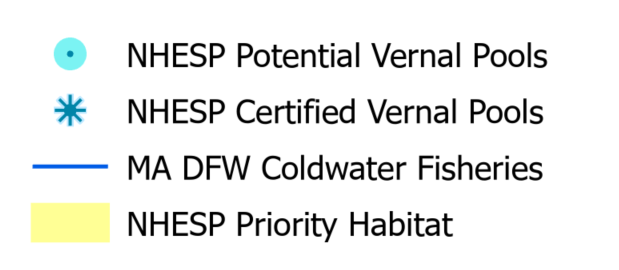 NHESP Potential Vernal Pools
NHESP Certified Vernal Pools
MA DFW Coldwater Fisheries
NHESP Priority Habitat